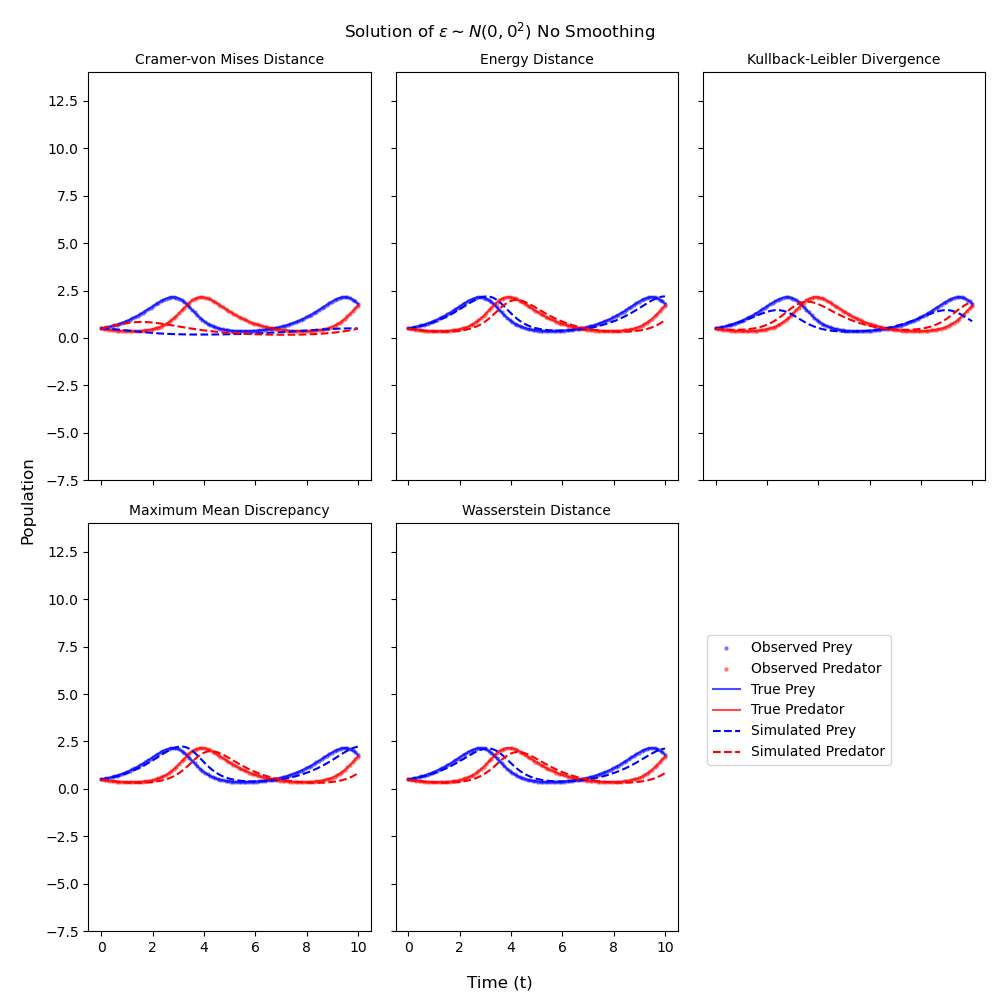 Solution of ε ∼ N(0, 0²) No Smoothing
Cramer-von Mises Distance
Energy Distance
Kullback-Leibler Divergence
12.5
10.0
7.5
5.0
2.5
0.0
−2.5
−5.0
−7.5
Population
Maximum Mean Discrepancy
Wasserstein Distance
12.5
10.0
7.5
5.0
2.5
0.0
−2.5
−5.0
−7.5
0 2 4 6 8 10
0 2 4 6 8 10
Observed Prey
Observed Predator
True Prey
True Predator
Simulated Prey
Simulated Predator
Time (t)